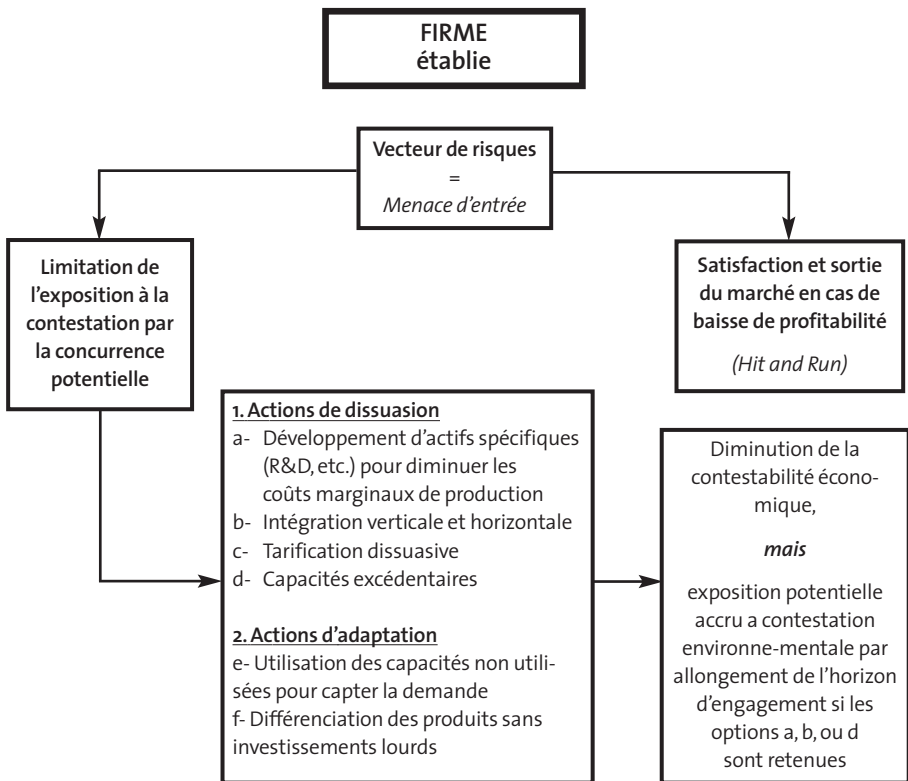 FIRME
établie
Vecteur de risques
=
Menace d'entrée
Limitation de
l'exposition à la
contestation par
la concurrence
potentielle
Satisfaction et sortie
du marché en cas de
baisse de profitabilité
(Hit and Run)
1. Actions de dissuasion
a- Développement d'actifs spécifiques
(R&D, etc.) pour diminuer les
coûts marginaux de production
b- Intégration verticale et horizontale
c- Tarification dissuasive
d- Capacités excédentaires
2. Actions d'adaptation
e- Utilisation des capacités non utili-
sées pour capter la demande
f- Différenciation des produits sans
investissements lourds
Diminution de la
contestabilité écono-
mique,
mais
exposition potentielle
accru a contestation
environne-mentale par
allongement de l'horizon
d'engagement si les
options a, b, ou d
sont retenues